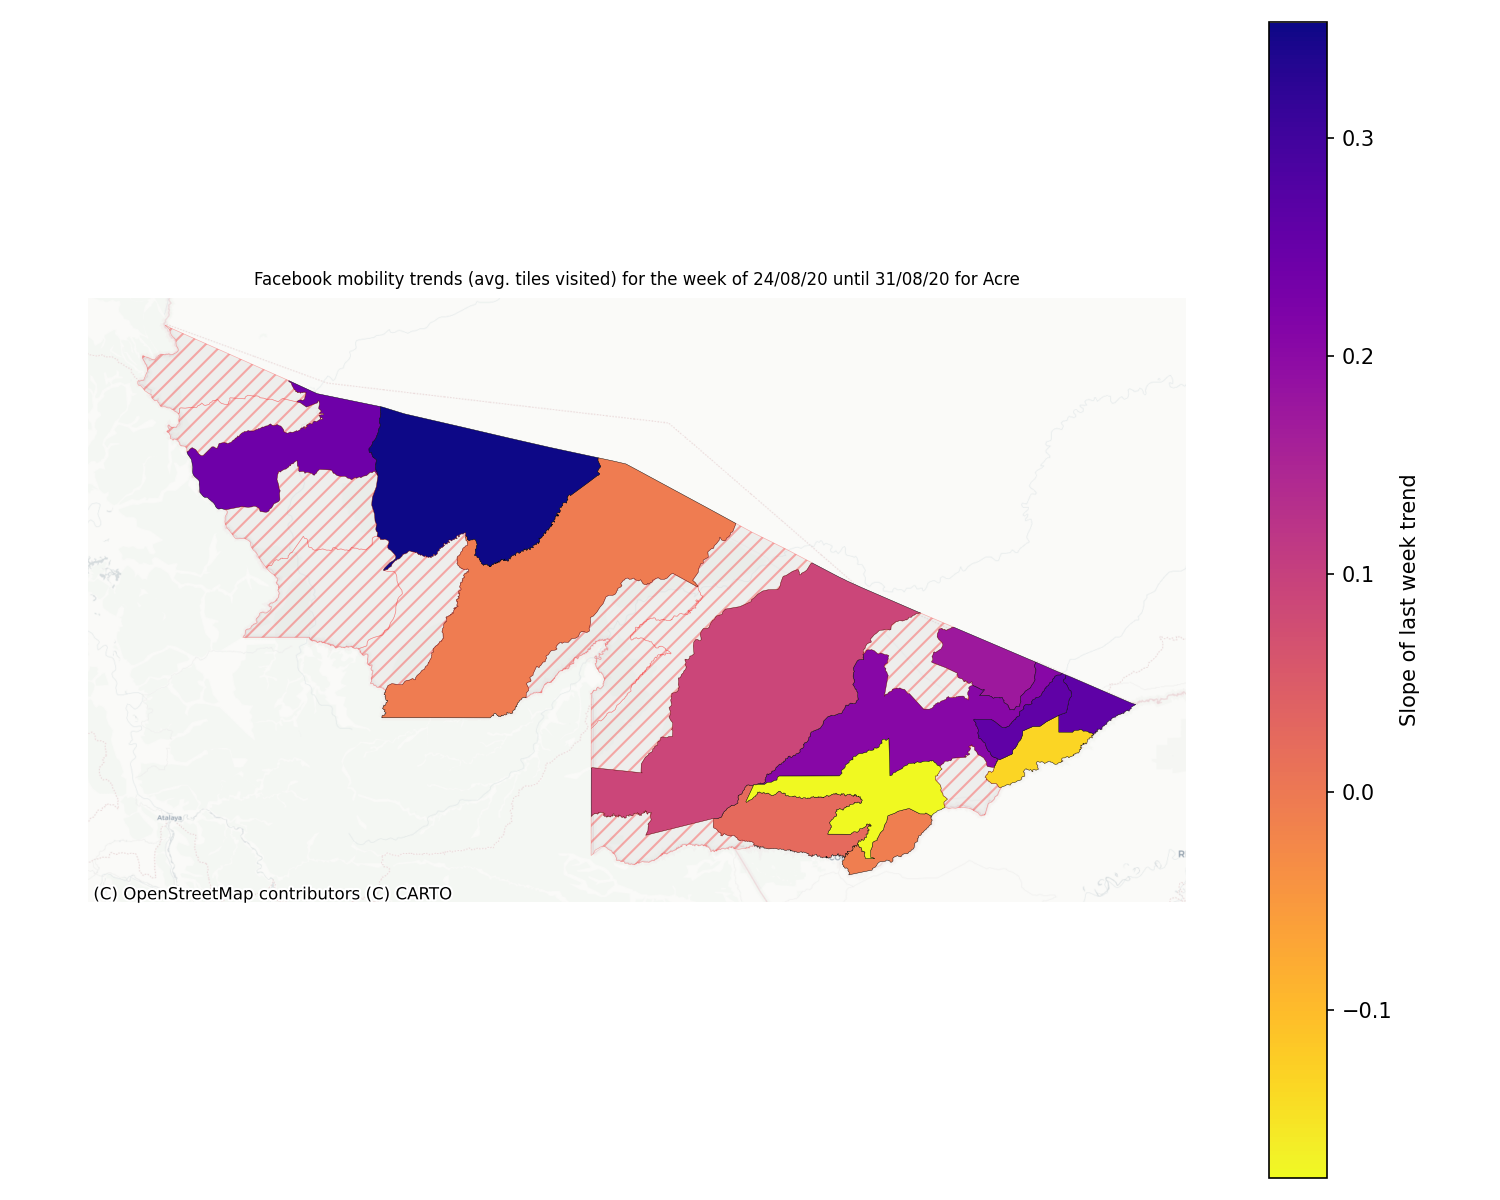 Facebook mobility trends (avg. tiles visited) for the week of 24/08/20 until 31/08/20 for Acre
0.3
0.2
0.1
0.0
−0.1
Slope of last week trend
Atalaya
(C) OpenStreetMap contributors (C) CARTO